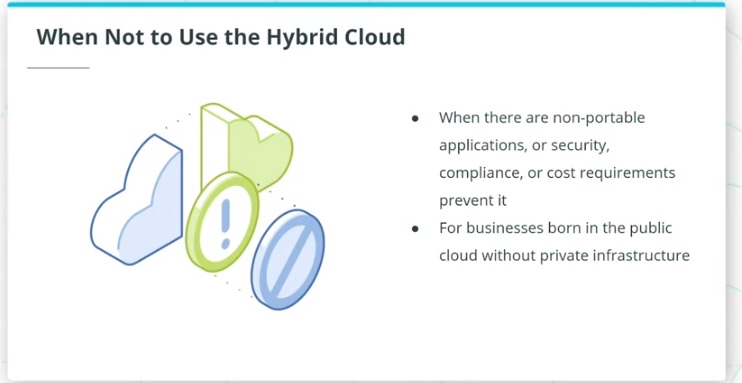 When Not to Use the Hybrid Cloud
● When there are non-portable
applications, or security,
compliance, or cost requirements
prevent it
● For businesses born in the public
cloud without private infrastructure
!